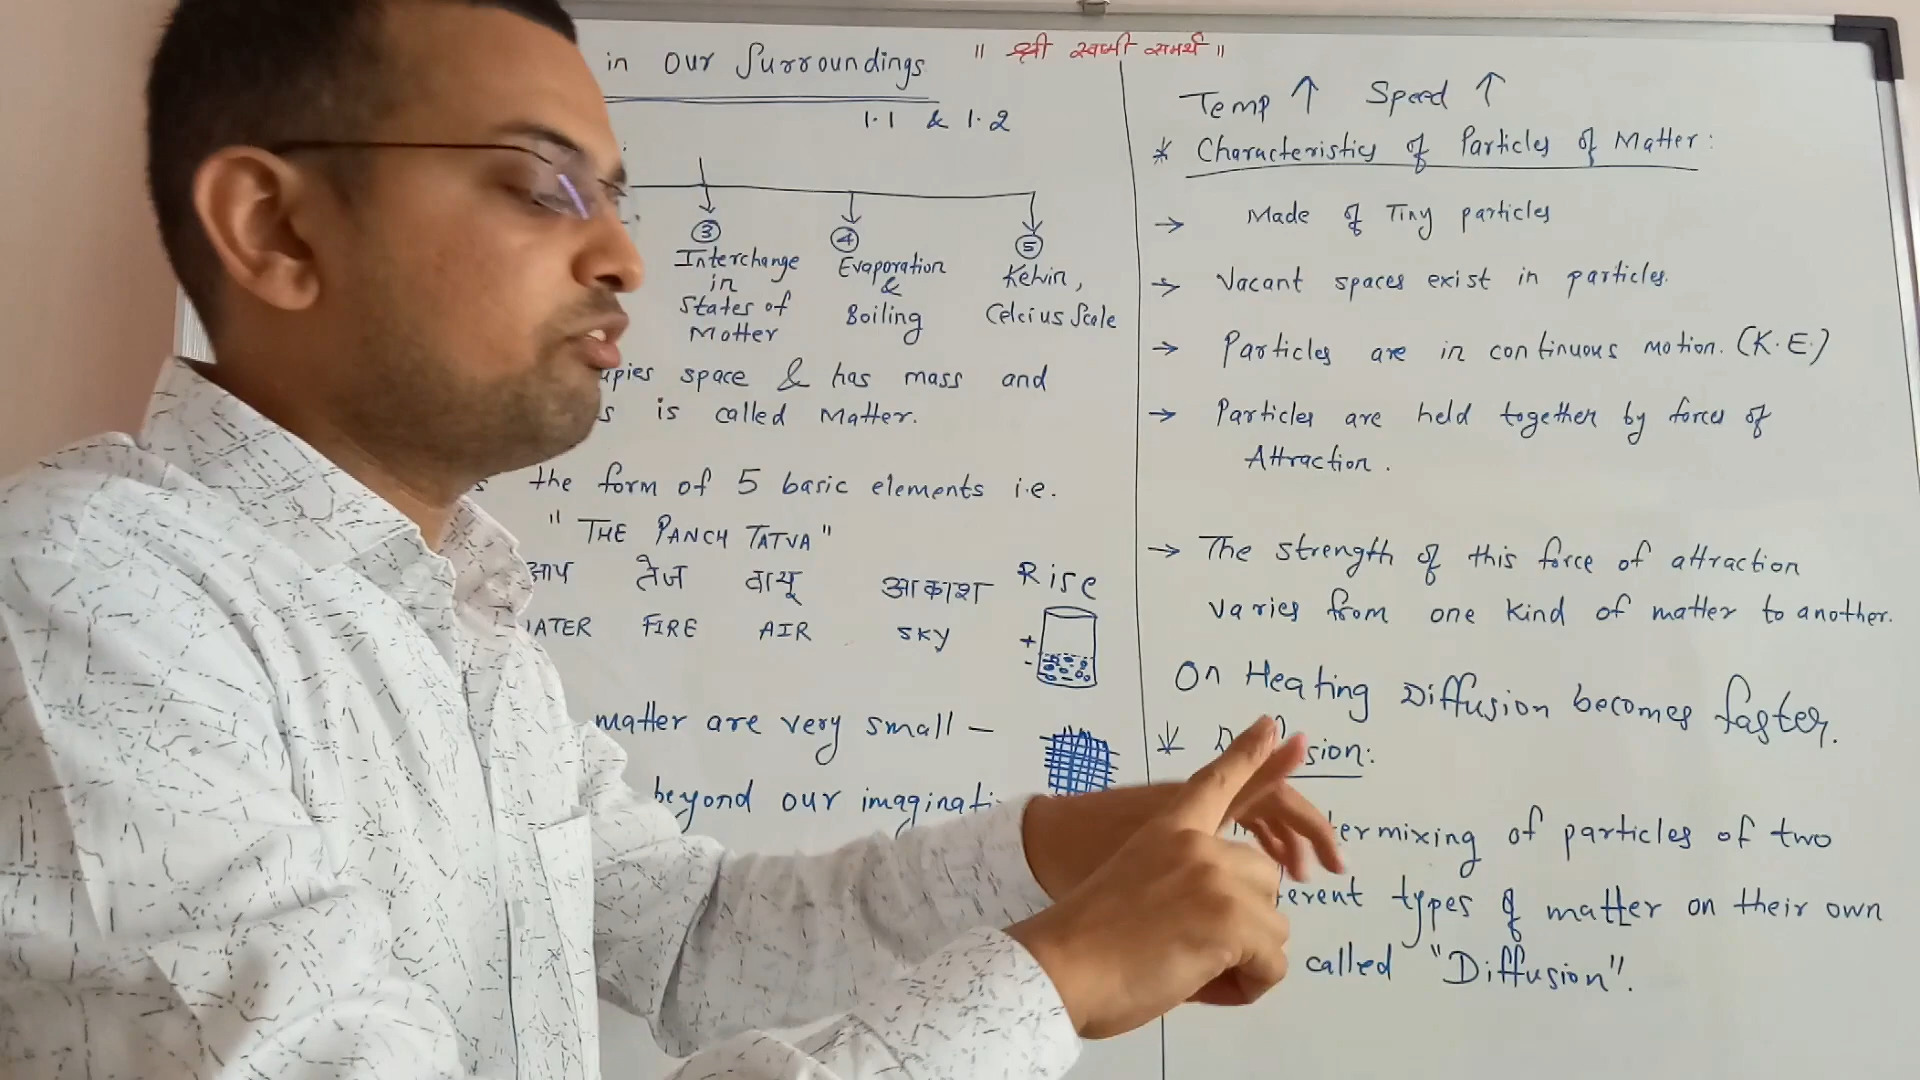 in Our Surroundings
|| श्री स्वामी समर्थ ||
1.1 & 1.2
③ ④ ⑤
Interchange in States of Motter
Evaporation & Boiling
Kelvin, Celcius Scale
space & has mass and
is called Matter.
the form of 5 basic elements i.e.
" THE PANCH TATVA "
आप तेज वायू आकाश
FIRE AIR SKY
Rise
+
-
matter are very small —
beyond our
Temp ↑ Speed ↑
* Characteristics of Particles of Matter:
→ Made of Tiny particles
→ Vacant spaces exist in particles.
→ Particles are in continuous motion. (K.E.)
→ Particles are held together by forces of
Attraction.
→ The strength of this force of attraction
varies from one kind of matter to another.
On Heating Diffusion becomes faster.
*
of particles of two
types of matter on their own
called "Diffusion".